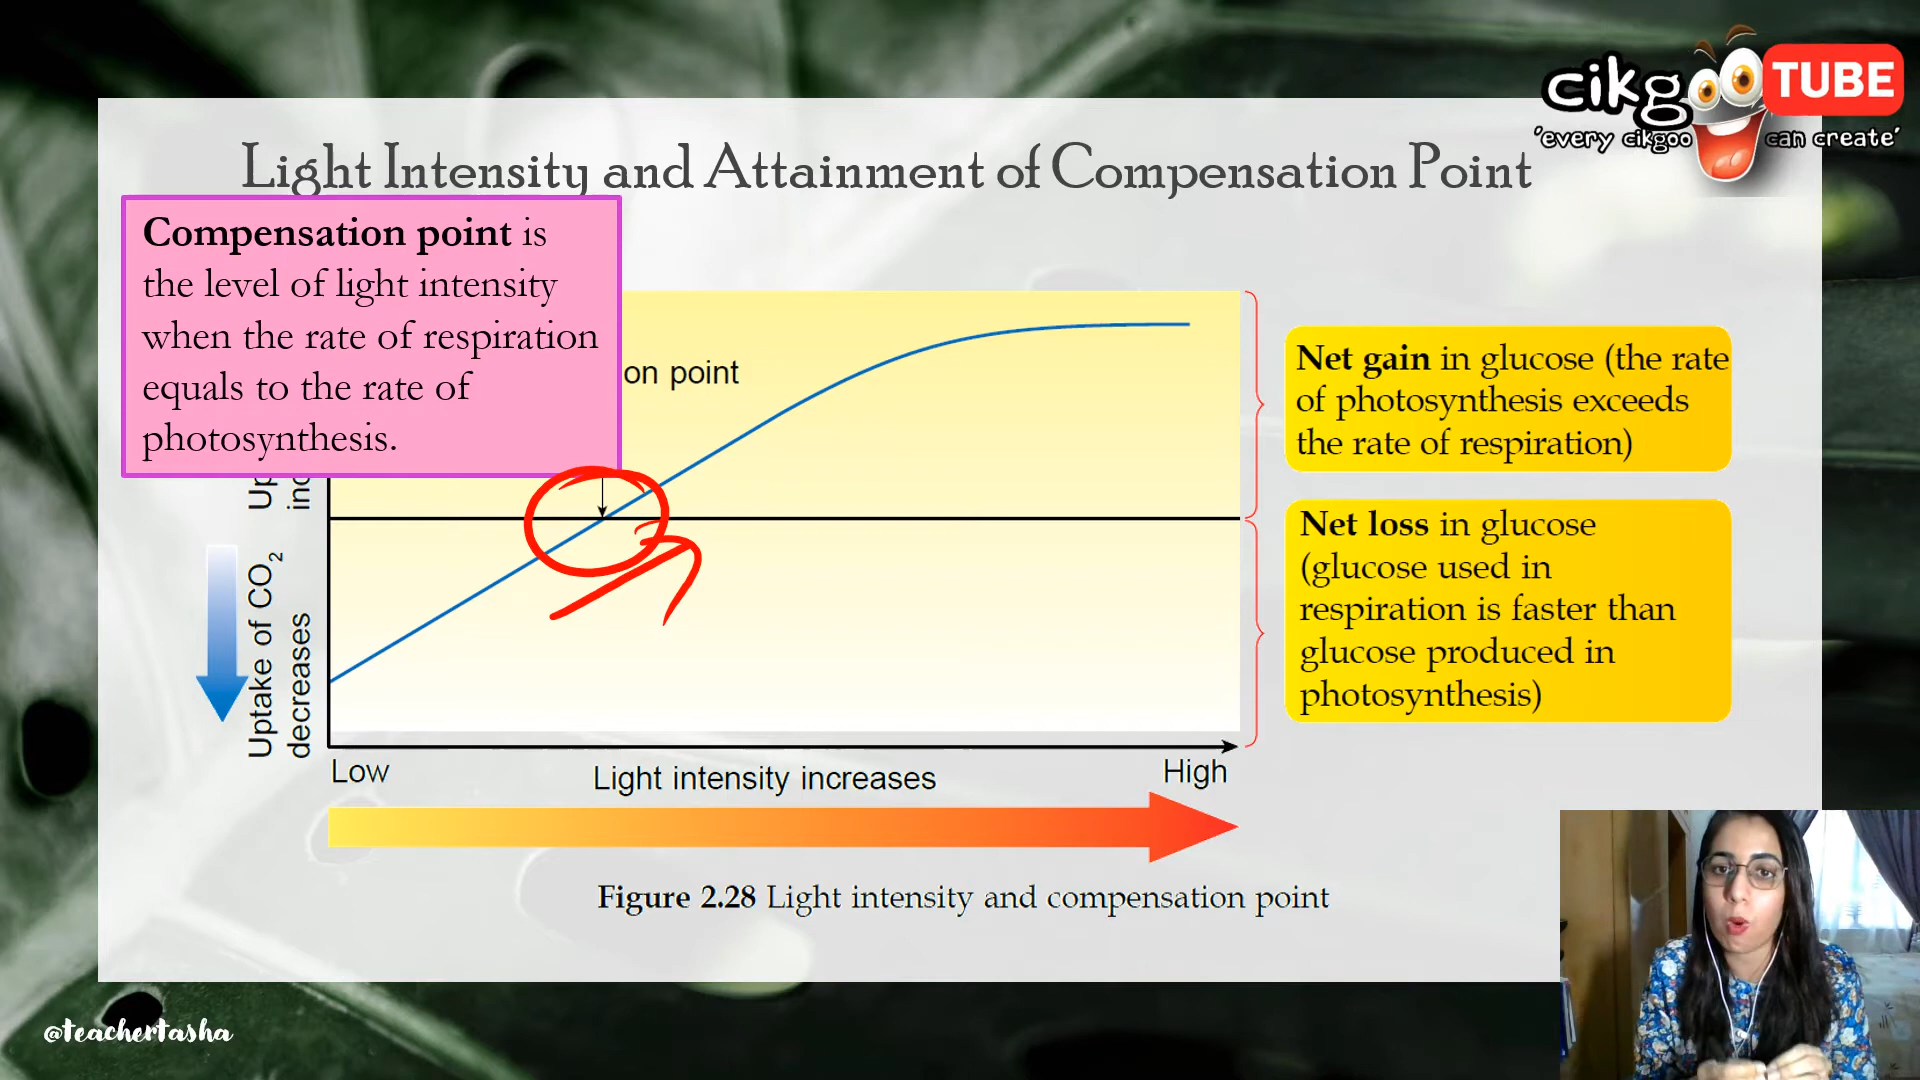 cikgoo TUBE
'every cikgoo can create'
Light Intensity and Attainment of Compensation Point
Compensation point is
the level of light intensity
when the rate of respiration
equals to the rate of
photosynthesis.
on point
Up
inc
Uptake of CO2
decreases
Low
Light intensity increases
High
Net gain in glucose (the rate
of photosynthesis exceeds
the rate of respiration)
Net loss in glucose
(glucose used in
respiration is faster than
glucose produced in
photosynthesis)
Figure 2.28 Light intensity and compensation point
@teachertasha